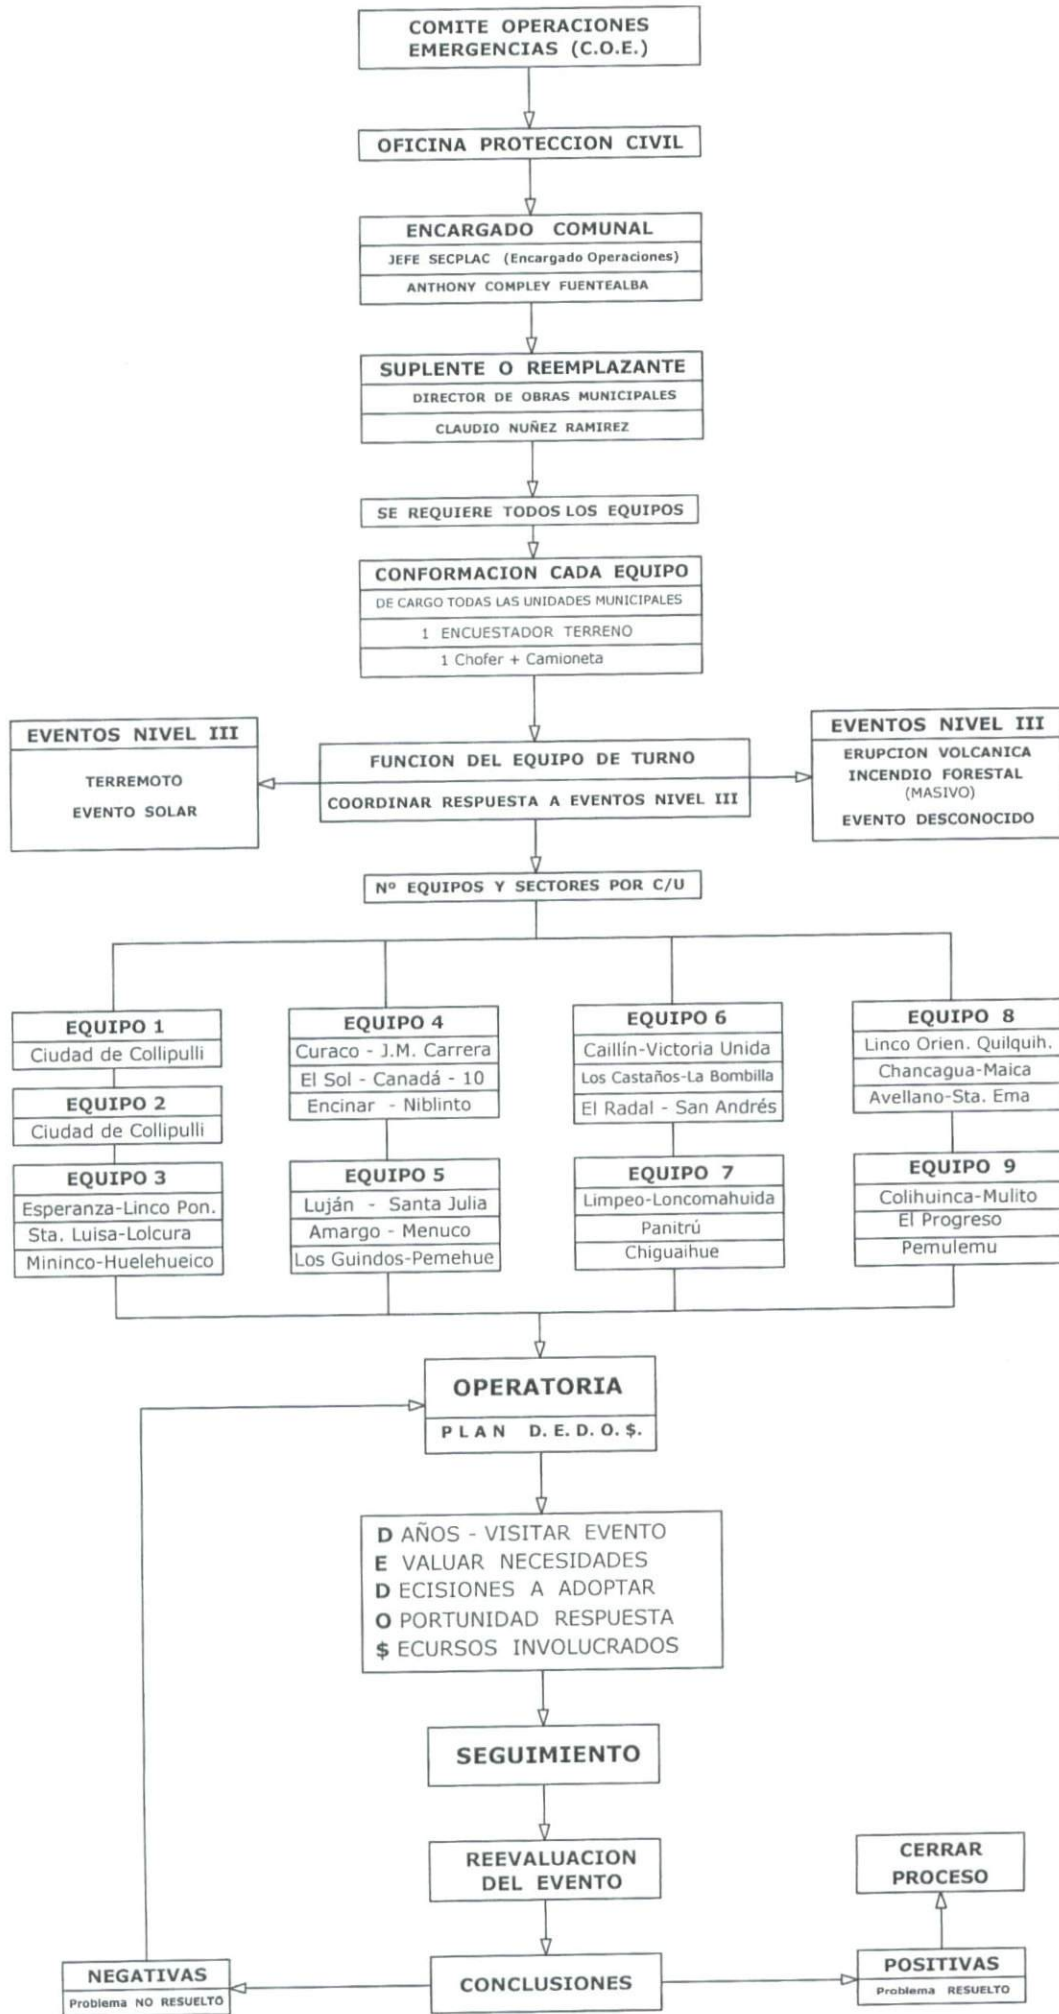 COMITE OPERACIONES
EMERGENCIAS (C.O.E.)
OFICINA PROTECCION CIVIL
ENCARGADO COMUNAL
JEFE SECPLAC (Encargado Operaciones)
ANTHONY COMPLEY FUENTEALBA
SUPLENTE O REEMPLAZANTE
DIRECTOR DE OBRAS MUNICIPALES
CLAUDIO NUÑEZ RAMIREZ
SE REQUIERE TODOS LOS EQUIPOS
CONFORMACION CADA EQUIPO
DE CARGO TODAS LAS UNIDADES MUNICIPALES
1 ENCUESTADOR TERRENO
1 Chofer + Camioneta
EVENTOS NIVEL III
TERREMOTO
EVENTO SOLAR
FUNCION DEL EQUIPO DE TURNO
COORDINAR RESPUESTA A EVENTOS NIVEL III
EVENTOS NIVEL III
ERUPCION VOLCANICA
INCENDIO FORESTAL
(MASIVO)
EVENTO DESCONOCIDO
Nº EQUIPOS Y SECTORES POR C/U
EQUIPO 1
Ciudad de Collipulli
EQUIPO 2
Ciudad de Collipulli
EQUIPO 3
Esperanza-Linco Pon.
Sta. Luisa-Lolcura
Mininco-Huelehueico
EQUIPO 4
Curaco - J.M. Carrera
El Sol - Canadá - 10
Encinar - Niblinto
EQUIPO 5
Luján - Santa Julia
Amargo - Menuco
Los Guindos-Pemehue
EQUIPO 6
Caillín-Victoria Unida
Los Castaños-La Bombilla
El Radal - San Andrés
EQUIPO 7
Limpeo-Loncomahuida
Panitrú
Chiguaihue
EQUIPO 8
Linco Orien. Quilquih.
Chancagua-Maica
Avellano-Sta. Ema
EQUIPO 9
Colihuinca-Mulito
El Progreso
Pemulemu
OPERATORIA
PLAN D. E. D. O. $.
D AÑOS - VISITAR EVENTO
E VALUAR NECESIDADES
D ECISIONES A ADOPTAR
O PORTUNIDAD RESPUESTA
$ ECURSOS INVOLUCRADOS
SEGUIMIENTO
REEVALUACION
DEL EVENTO
CONCLUSIONES
NEGATIVAS
Problema NO RESUELTO
POSITIVAS
Problema RESUELTO
CERRAR
PROCESO